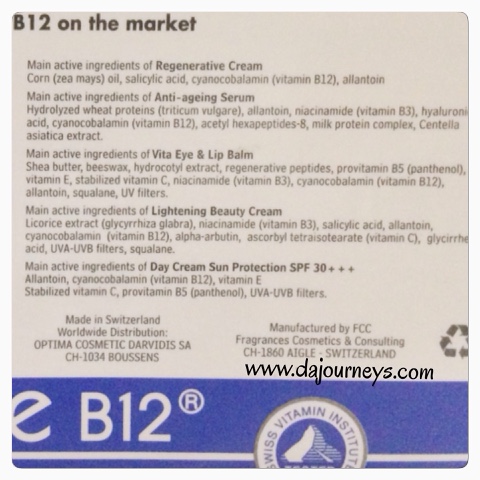 B12 on the market
Main active ingredients of Regenerative Cream
Corn (zea mays) oil, salicylic acid, cyanocobalamin (vitamin B12), allantoin
Main active ingredients of Anti-ageing Serum
Hydrolyzed wheat proteins (triticum vulgare), allantoin, niacinamide (vitamin B3), hyaluroni
acid, cyanocobalamin (vitamin B12), acetyl hexapeptides-8, milk protein complex, Centella
asiatica extract.
Main active ingredients of Vita Eye & Lip Balm
Shea butter, beeswax, hydrocotyl extract, regenerative peptides, provitamin B5 (panthenol),
vitamin E, stabilized vitamin C, niacinamide (vitamin B3), cyanocobalamin (vitamin B12),
allantoin, squalane, UV filters.
Main active ingredients of Lightening Beauty Cream
Licorice extract (glycyrrhiza glabra), niacinamide (vitamin B3), salicylic acid, allantoin,
cyanocobalamin (vitamin B12), alpha-arbutin, ascorbyl tetraisotearate (vitamin C), glycirrhe
acid, UVA-UVB filters, squalane.
Main active ingredients of Day Cream Sun Protection SPF 30+++
Allantoin, cyanocobalamin (vitamin B12), vitamin E
Stabilized vitamin C, provitamin B5 (panthenol), UVA-UVB filters.
Made in Switzerland
Worldwide Distribution:
OPTIMA COSMETIC DARVIDIS SA
CH-1034 BOUSSENS
Manufactured by FCC
Fragrances Cosmetics & Consulting
CH-1860 AIGLE - SWITZERLAND
www.dajourneys.com
e B12®
SWISS VITAMIN INSTITUTE